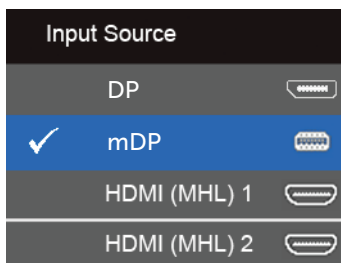 Input Source
DP
mDP
HDMI (MHL) 1
HDMI (MHL) 2